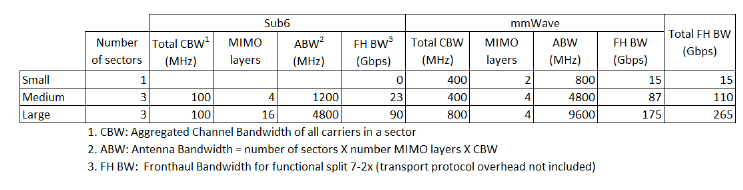 Sub6 mmWave Total FH BW (Gbps)
Number of sectors Total CBW1 (MHz) MIMO layers ABW2 (MHz) FH BW3 (Gbps) Total CBW (MHz) MIMO layers ABW (MHz) FH BW (Gbps)
Small 1 0 400 2 800 15 15
Medium 3 100 4 1200 23 400 4 4800 87 110
Large 3 100 16 4800 90 800 4 9600 175 265
1. CBW: Aggregated Channel Bandwidth of all carriers in a sector
2. ABW: Antenna Bandwidth = number of sectors X number MIMO layers X CBW
3. FH BW: Fronthaul Bandwidth for functional split 7-2x (transport protocol overhead not included)